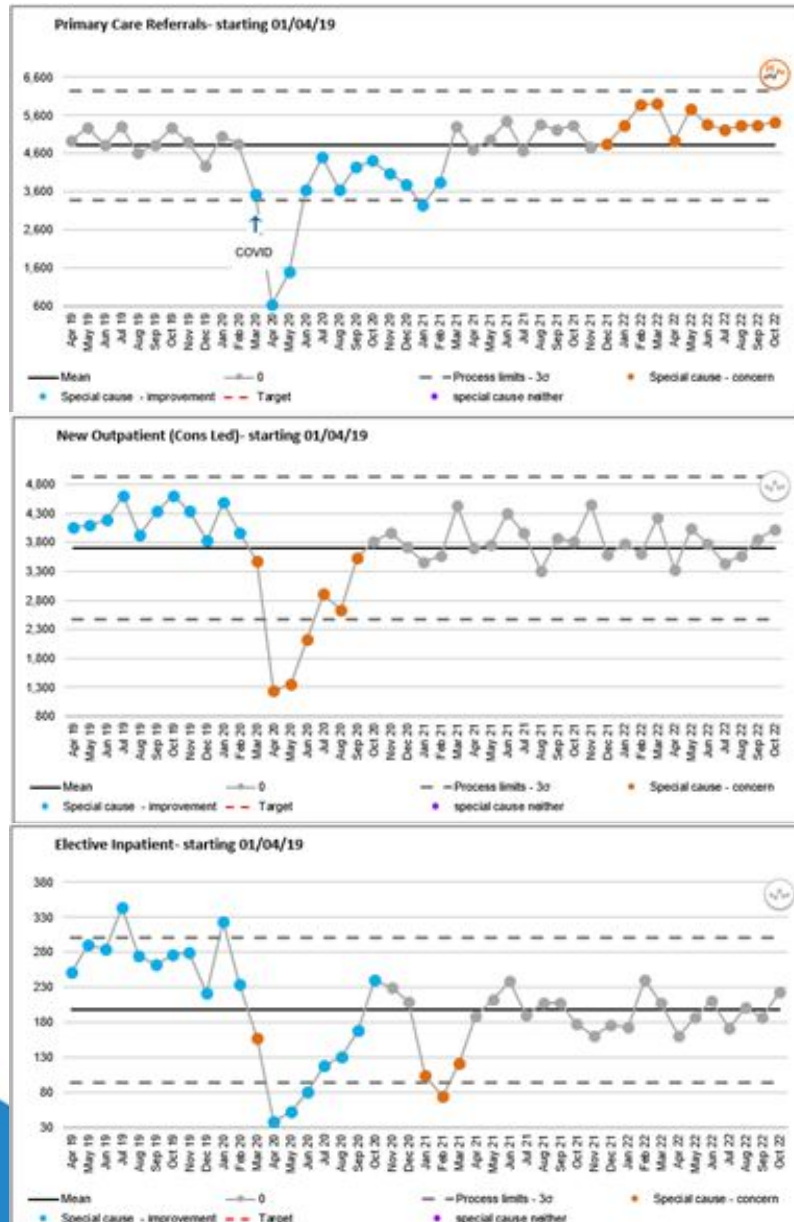 Primary Care Referrals- starting 01/04/19
6,600
5,600
4,600
3,600
2,600
1,600
600
COVID
Apr 19 May 19 Jun 19 Jul 19 Aug 19 Sep 19 Oct 19 Nov 19 Dec 19 Jan 20 Feb 20 Mar 20 Apr 20 May 20 Jun 20 Jul 20 Aug 20 Sep 20 Oct 20 Nov 20 Dec 20 Jan 21 Feb 21 Mar 21 Apr 21 May 21 Jun 21 Jul 21 Aug 21 Sep 21 Oct 21 Nov 21 Dec 21 Jan 22 Feb 22 Mar 22 Apr 22 May 22 Jun 22 Jul 22 Aug 22 Sep 22 Oct 22
Mean 0 Process limits - 3σ Special cause - concern
Special cause - improvement Target special cause neither
New Outpatient (Cons Led)- starting 01/04/19
4,800
4,300
3,800
3,300
2,800
2,300
1,800
1,300
800
Apr 19 May 19 Jun 19 Jul 19 Aug 19 Sep 19 Oct 19 Nov 19 Dec 19 Jan 20 Feb 20 Mar 20 Apr 20 May 20 Jun 20 Jul 20 Aug 20 Sep 20 Oct 20 Nov 20 Dec 20 Jan 21 Feb 21 Mar 21 Apr 21 May 21 Jun 21 Jul 21 Aug 21 Sep 21 Oct 21 Nov 21 Dec 21 Jan 22 Feb 22 Mar 22 Apr 22 May 22 Jun 22 Jul 22 Aug 22 Sep 22 Oct 22
Mean 0 Process limits - 3σ Special cause - concern
Special cause - improvement Target special cause neither
Elective Inpatient- starting 01/04/19
380
330
280
230
180
130
80
30
Apr 19 May 19 Jun 19 Jul 19 Aug 19 Sep 19 Oct 19 Nov 19 Dec 19 Jan 20 Feb 20 Mar 20 Apr 20 May 20 Jun 20 Jul 20 Aug 20 Sep 20 Oct 20 Nov 20 Dec 20 Jan 21 Feb 21 Mar 21 Apr 21 May 21 Jun 21 Jul 21 Aug 21 Sep 21 Oct 21 Nov 21 Dec 21 Jan 22 Feb 22 Mar 22 Apr 22 May 22 Jun 22 Jul 22 Aug 22 Sep 22 Oct 22
Mean 0 Process limits - 3σ Special cause - concern
Special cause - improvement Target special cause neither